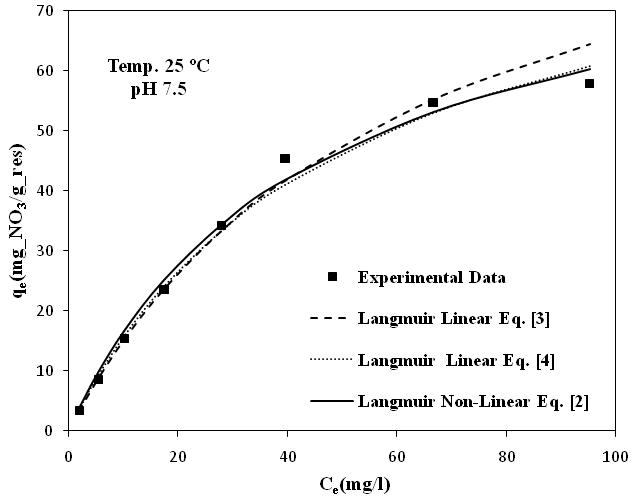 70
60
50
40
30
20
10
0
qe(mg_NO3/g_res)
Temp. 25 ºC
pH 7.5
Experimental Data
Langmuir Linear Eq. [3]
Langmuir Linear Eq. [4]
Langmuir Non-Linear Eq. [2]
0 20 40 60 80 100
Ce(mg/l)